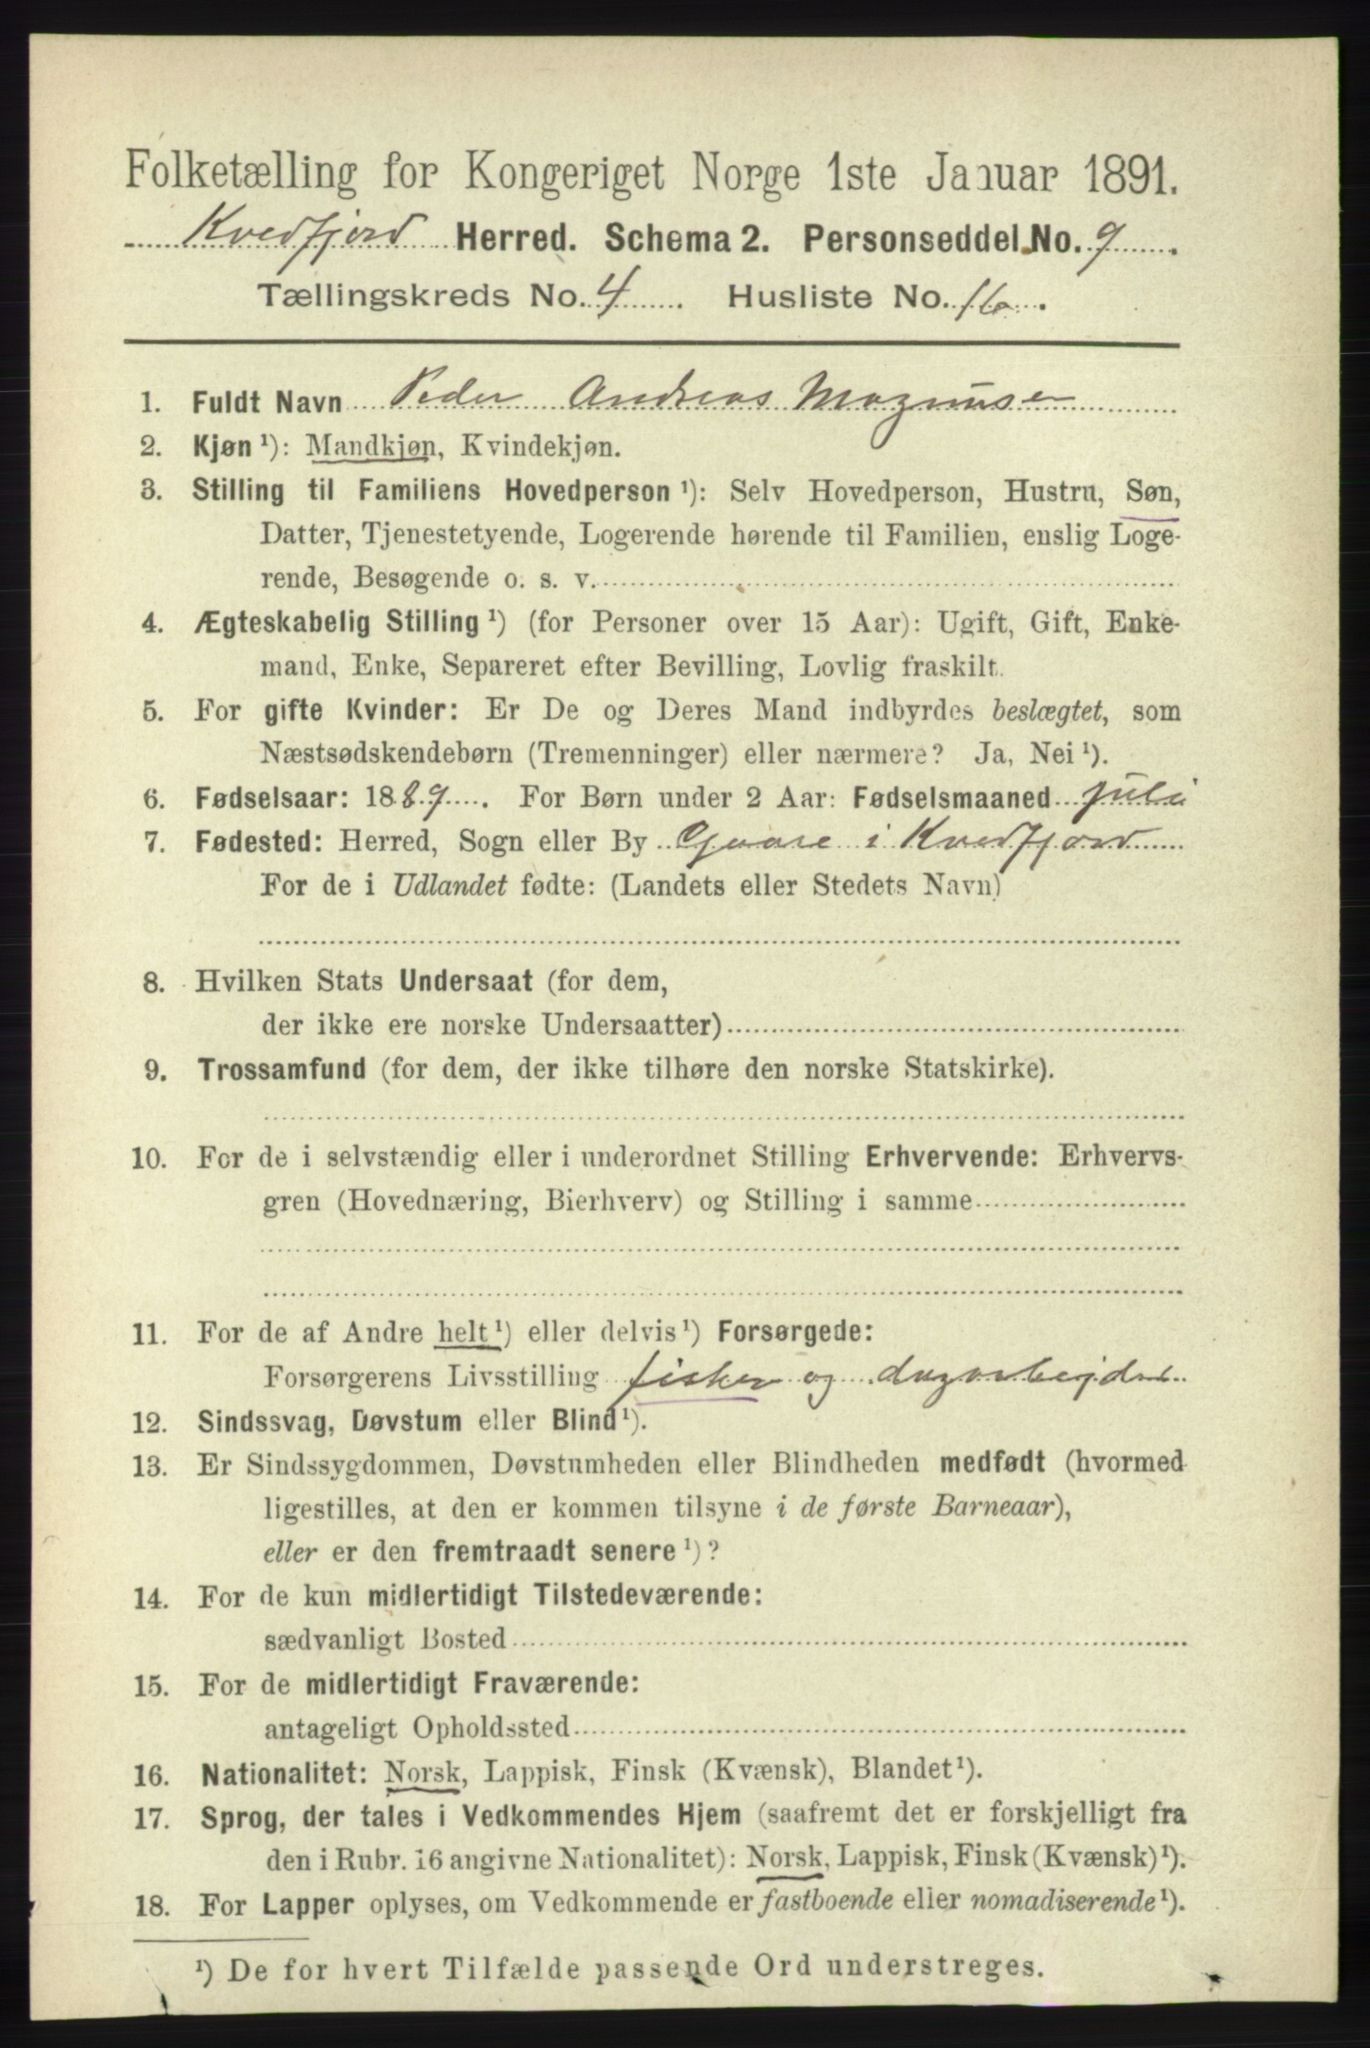 Folketælling for Kongeriget Norge 1ste Januar 1891.
Kvedfjord Herred. Schema 2. Personseddel No. 9.
Tællingskreds No. 4. Husliste No. 16.
1. Fuldt Navn Peder Andreas Magnusen
2. Kjøn ¹): Mandkjøn, Kvindekjøn.
3. Stilling til Familiens Hovedperson ¹): Selv Hovedperson, Hustru, Søn,
Datter, Tjenestetyende, Logerende hørende til Familien, enslig Loge-
rende, Besøgende o. s. v.
4. Ægteskabelig Stilling ¹) (for Personer over 15 Aar): Ugift, Gift, Enke-
mand, Enke, Separeret efter Bevilling, Lovlig fraskilt.
5. For gifte Kvinder: Er De og Deres Mand indbyrdes beslægtet, som
Næstsødskendebørn (Tremenninger) eller nærmere? Ja, Nei ¹).
6. Fødselsaar: 1889. For Børn under 2 Aar: Fødselsmaaned juli
7. Fødested: Herred, Sogn eller By Gaare i Kvedfjord
For de i Udlandet fødte: (Landets eller Stedets Navn)
8. Hvilken Stats Undersaat (for dem,
der ikke ere norske Undersaatter)
9. Trossamfund (for dem, der ikke tilhøre den norske Statskirke).
10. For de i selvstændig eller i underordnet Stilling Erhvervende: Erhvervs-
gren (Hovednæring, Bierhverv) og Stilling i samme
11. For de af Andre helt ¹) eller delvis ¹) Forsørgede:
Forsørgerens Livsstilling fisker og dagarbejder
12. Sindssvag, Døvstum eller Blind ¹).
13. Er Sindssygdommen, Døvstumheden eller Blindheden medfødt (hvormed
ligestilles, at den er kommen tilsyne i de første Barneaar),
eller er den fremtraadt senere ¹)?
14. For de kun midlertidigt Tilstedeværende:
sædvanligt Bosted
15. For de midlertidigt Fraværende:
antageligt Opholdssted
16. Nationalitet: Norsk, Lappisk, Finsk (Kvænsk), Blandet ¹).
17. Sprog, der tales i Vedkommendes Hjem (saafremt det er forskjelligt fra
den i Rubr. 16 angivne Nationalitet): Norsk, Lappisk, Finsk (Kvænsk) ¹).
18. For Lapper oplyses, om Vedkommende er fastboende eller nomadiserende ¹).
¹) De for hvert Tilfælde passende Ord understreges.